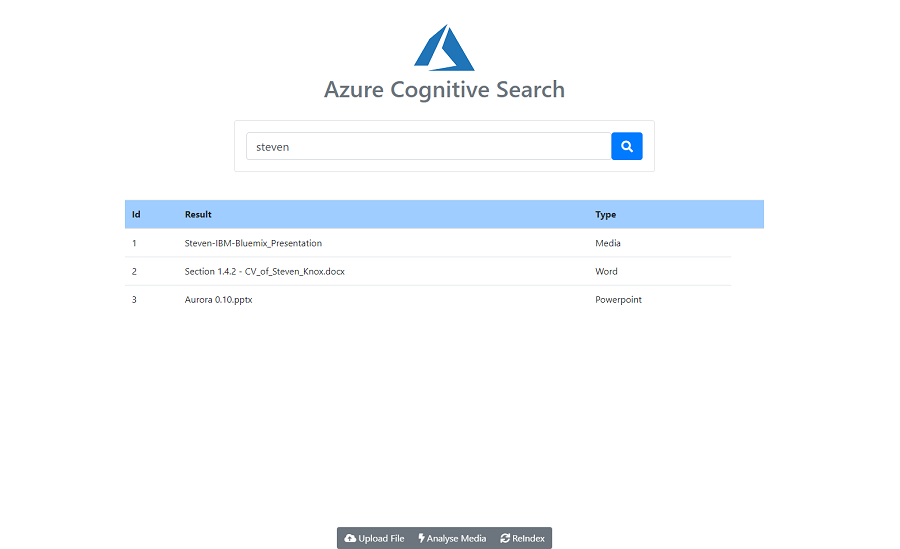 Azure Cognitive Search
steven
Id Result Type
1 Steven-IBM-Bluemix_Presentation Media
2 Section 1.4.2 - CV_of_Steven_Knox.docx Word
3 Aurora 0.10.pptx Powerpoint
Upload File Analyse Media ReIndex